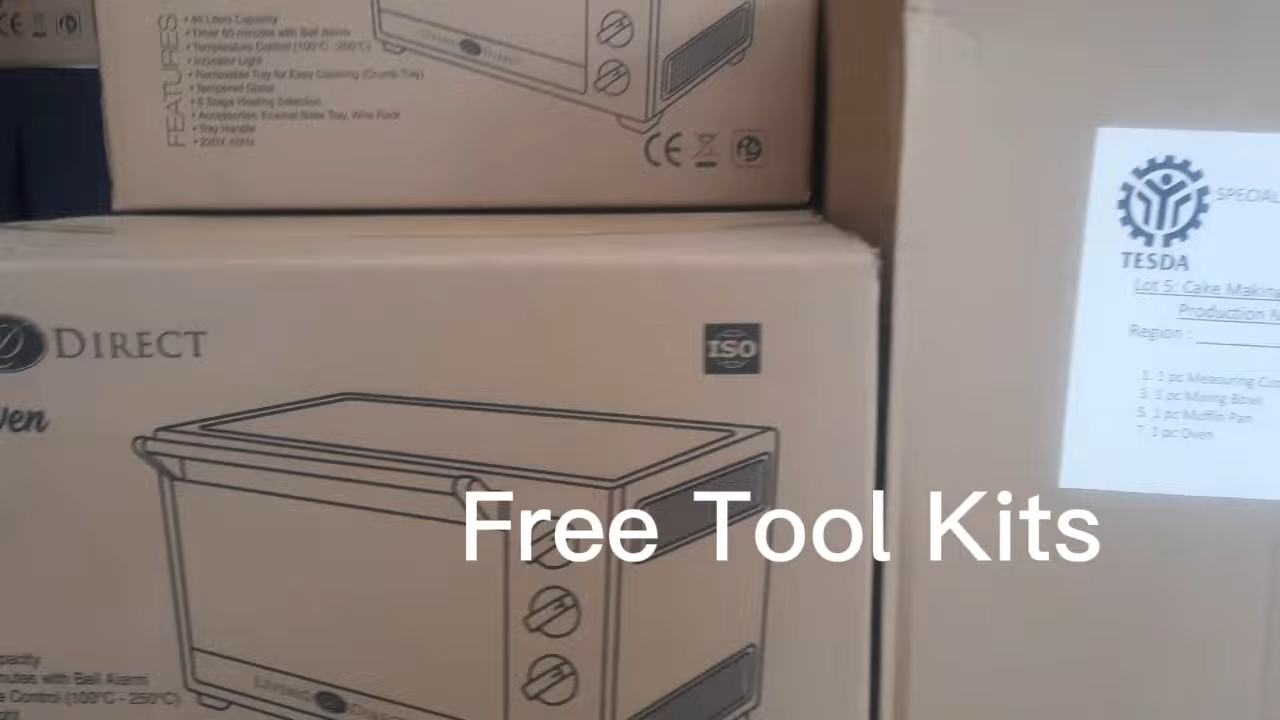 FEATURES
• 65 Liters Capacity
• Timer 60 minutes with Bell Alarm
• Temperature Control (100°C - 250°C)
• Indicator Light
• Removable Tray for Easy Cleaning (Crumb Tray)
• Tempered Glass
• 6 Stage Heating Selection
• Accessories: Enamel Bake Tray, Wire Rack
• Tray Handle
• 220V 60Hz
CE
DIRECT
ISO
ven
LIVING DIRECT
pacity
nutes with Bell Alarm
e Control (100°C - 250°C)
SPECIAL
TESDA
Lot 5: Cake Making
Production N
Region :
1. 1 pc Measuring Cu
3. 1 pc Mixing Bowl
5. 1 pc Muffin Pan
7. 1 pc Oven
Free Tool Kits